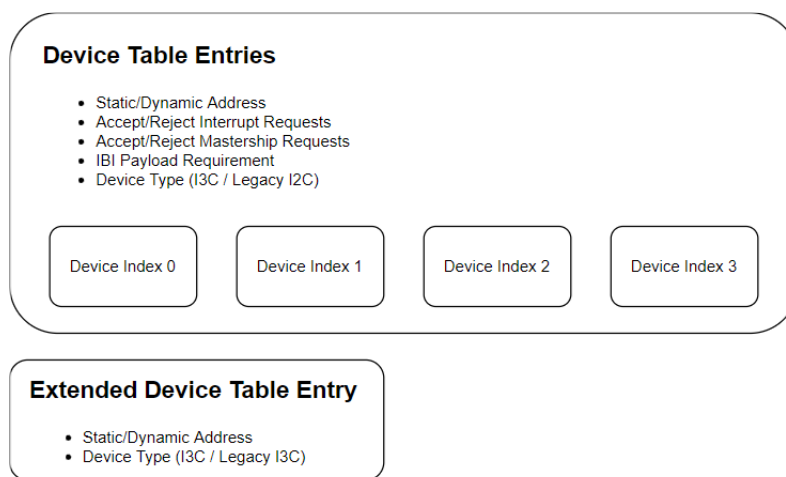 Device Table Entries
Static/Dynamic Address
Accept/Reject Interrupt Requests
Accept/Reject Mastership Requests
IBI Payload Requirement
Device Type (I3C / Legacy I2C)
Device Index 0
Device Index 1
Device Index 2
Device Index 3
Extended Device Table Entry
Static/Dynamic Address
Device Type (I3C / Legacy I3C)